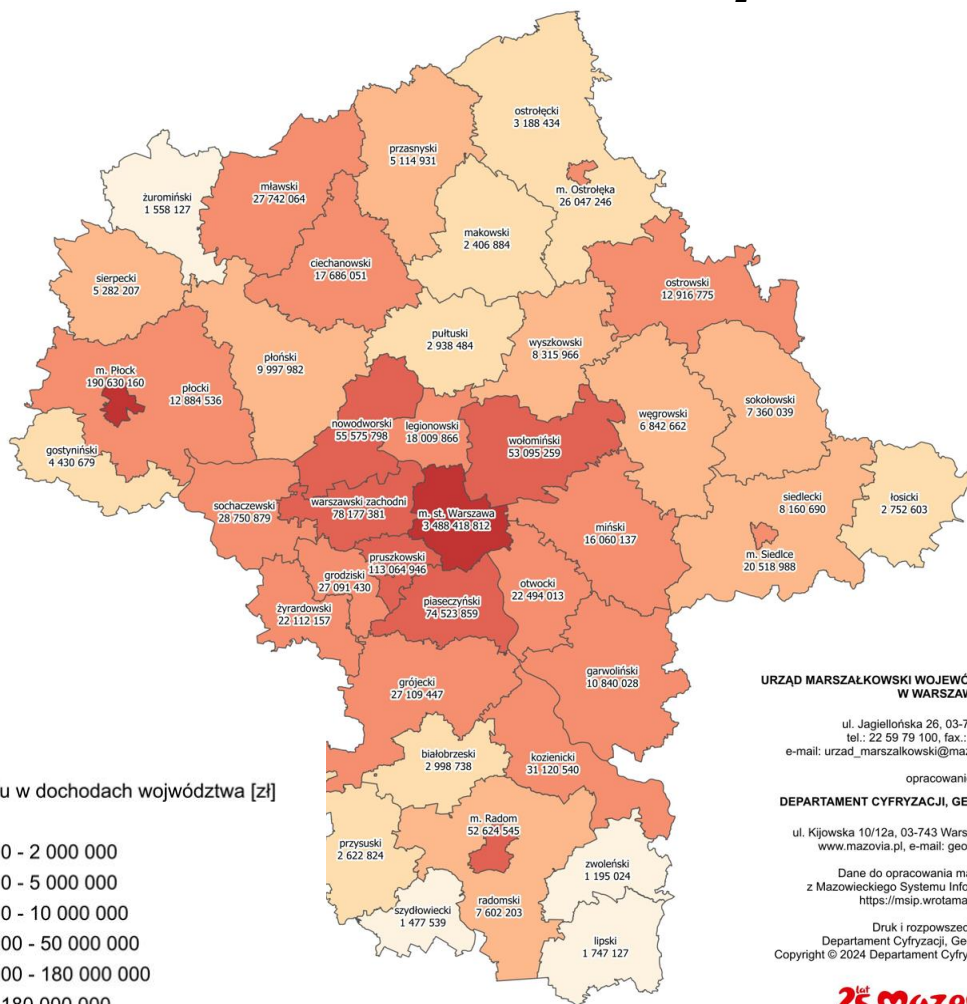 ostrołęcki
3 188 434
przasnyski
5 114 931
m. Ostrołęka
26 047 246
mławski
27 742 064
żuromiński
1 558 127
makowski
2 406 884
ciechanowski
17 686 051
sierpecki
5 282 207
ostrowski
12 916 775
pułtuski
2 938 484
wyszkowski
8 315 966
płoński
9 997 982
m. Płock
190 630 160
płocki
12 884 536
sokołowski
7 360 039
węgrowski
6 842 662
nowodworski
55 575 798
legionowski
18 009 866
wołomiński
53 095 259
gostyniński
4 430 679
siedlecki
8 160 690
łosicki
2 752 603
sochaczewski
28 750 879
warszawski zachodni
78 177 381
m. st. Warszawa
3 488 418 812
miński
16 060 137
m. Siedlce
20 518 988
pruszkowski
113 064 946
grodziski
27 091 430
otwocki
22 494 013
piaseczyński
74 523 859
żyrardowski
22 112 157
garwoliński
10 840 028
grójecki
27 109 447
białobrzeski
2 998 738
kozienicki
31 120 540
m. Radom
52 624 545
przysuski
2 622 824
zwoleński
1 195 024
radomski
7 602 203
szydłowiecki
1 477 539
lipski
1 747 127
u w dochodach województwa [zł]
0 - 2 000 000
0 - 5 000 000
0 - 10 000 000
00 - 50 000 000
00 - 180 000 000
180 000 000
URZĄD MARSZAŁKOWSKI WOJEWÓ
W WARSZAW
ul. Jagiellońska 26, 03-7
tel.: 22 59 79 100, fax.:
e-mail: urzad_marszalkowski@maz
opracowanie
DEPARTAMENT CYFRYZACJI, GE
ul. Kijowska 10/12a, 03-743 Wars
www.mazovia.pl, e-mail: geo
Dane do opracowania ma
z Mazowieckiego Systemu Info
https://msip.wrotama
Druk i rozpowszec
Departament Cyfryzacji, Ge
Copyright © 2024 Departament Cyfry
25 lat